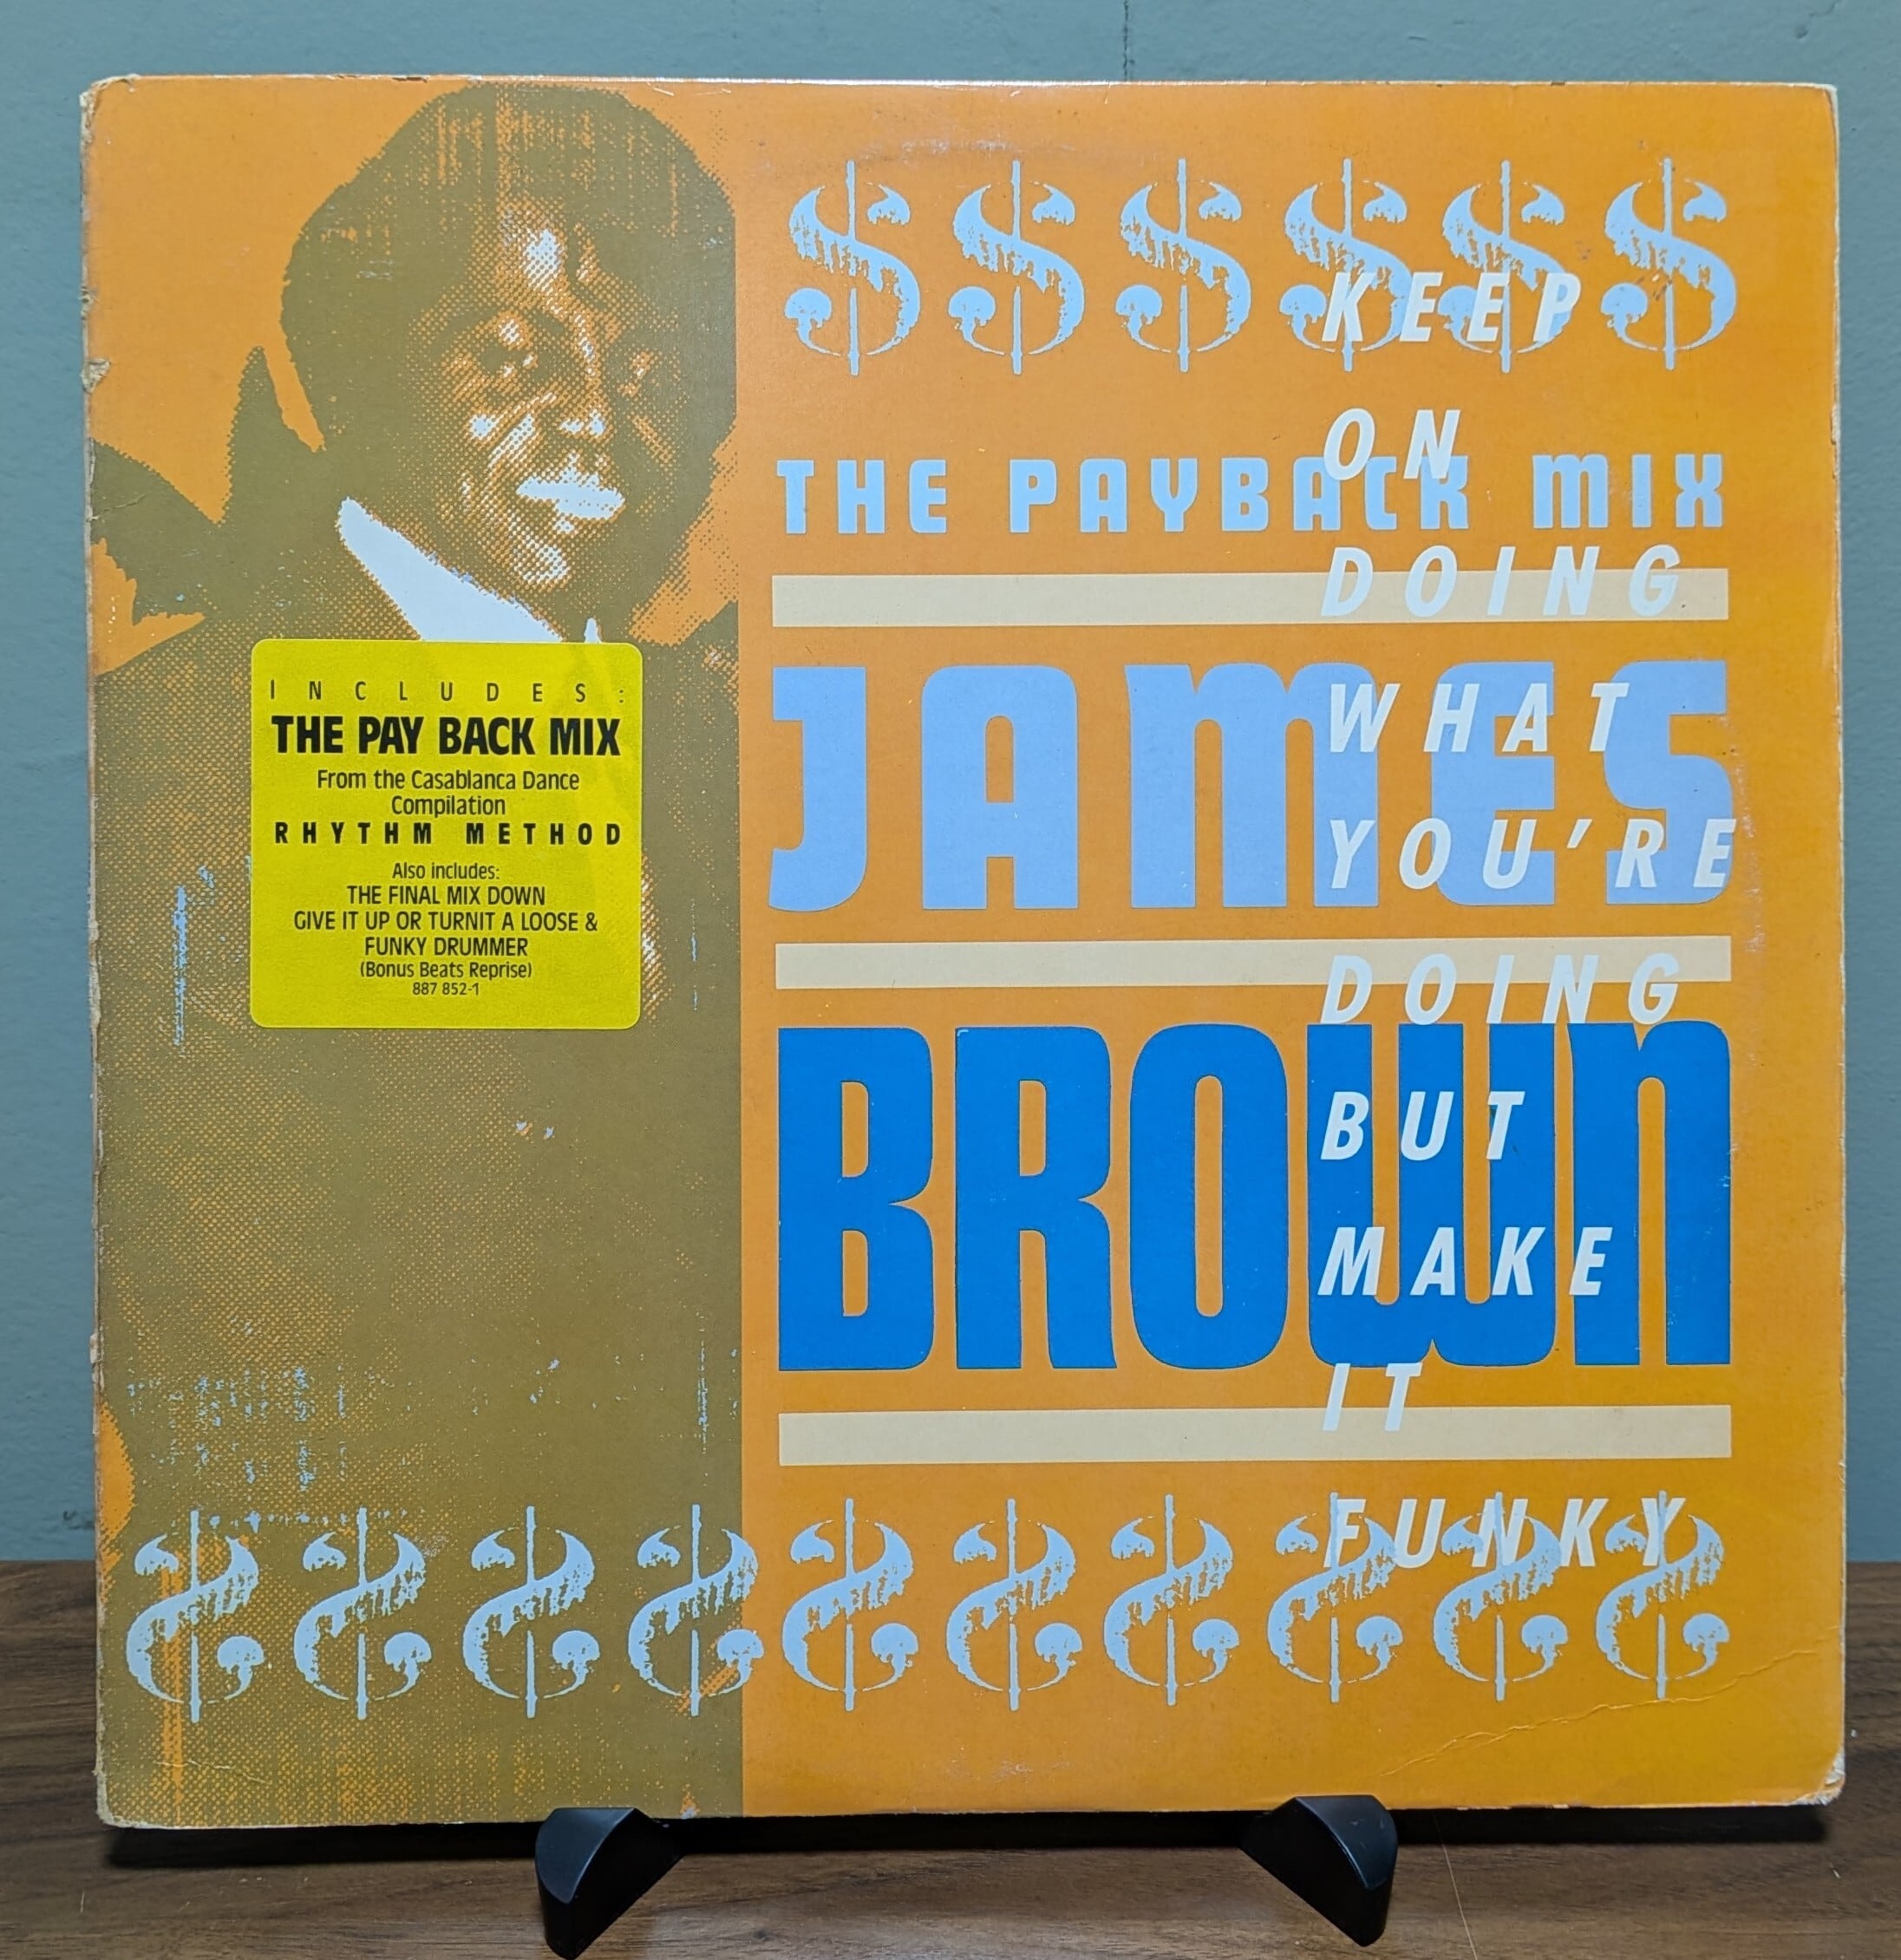 $ $ $ $ $ $
THE PAYBACK MIX
JAMES
BROWN
KEEP
ON
DOING
WHAT
YOU'RE
DOING
BUT
MAKE
IT
FUNKY
INCLUDES:
THE PAY BACK MIX
From the Casablanca Dance
Compilation
RHYTHM METHOD
Also includes:
THE FINAL MIX DOWN
GIVE IT UP OR TURNIT A LOOSE &
FUNKY DRUMMER
(Bonus Beats Reprise)
887 852-1
$ $ $ $ $ $ $ $ $ $